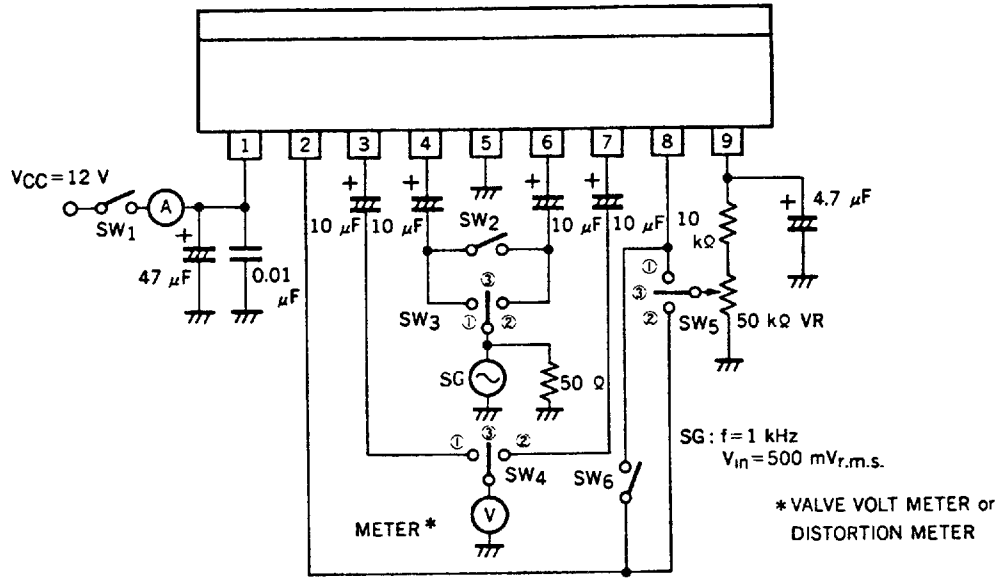 1 2 3 4 5 6 7 8 9
VCC=12 V
SW1
A
+
47 μF
0.01
μF
+
10 μF
+
10 μF
SW2
+
10 μF
+
10 μF
10
kΩ
+
4.7 μF
SW3
①
③
②
SG
50 Ω
①
③
②
SW5
50 kΩ VR
①
③
②
SW4
SW6
METER*
V
SG: f=1 kHz
Vin=500 mVr.m.s.
*VALVE VOLT METER or
DISTORTION METER